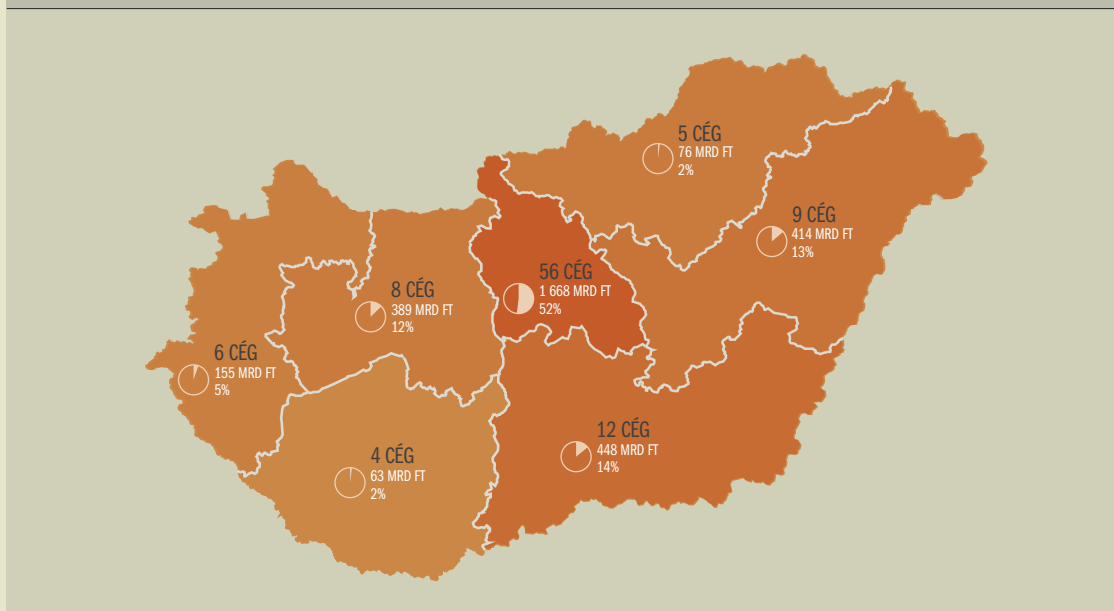 5 CÉG
76 MRD FT
2%
9 CÉG
414 MRD FT
13%
56 CÉG
1 668 MRD FT
52%
8 CÉG
389 MRD FT
12%
6 CÉG
155 MRD FT
5%
12 CÉG
448 MRD FT
14%
4 CÉG
63 MRD FT
2%